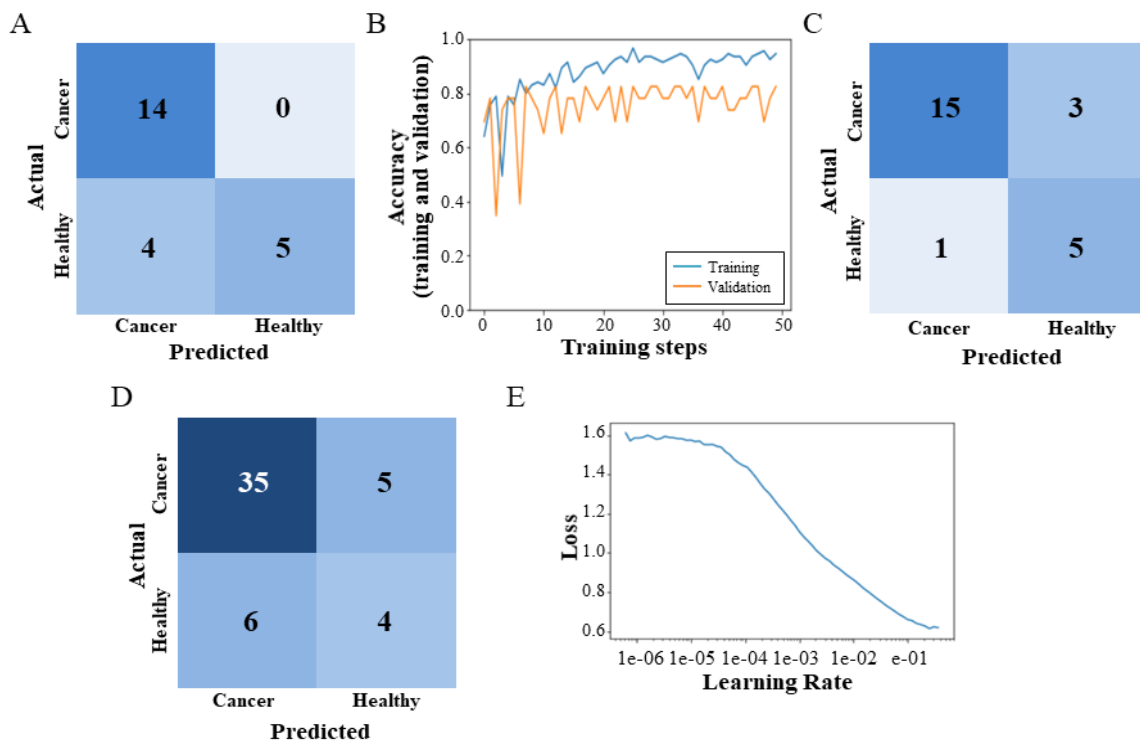 A
Actual
Cancer
Healthy
14
0
4
5
Cancer
Healthy
Predicted
B
Accuracy
(training and validation)
1.0
0.8
0.6
0.4
0.2
0.0
Training
Validation
0
10
20
30
40
50
Training steps
C
Actual
Cancer
Healthy
15
3
1
5
Cancer
Healthy
Predicted
D
Actual
Cancer
Healthy
35
5
6
4
Cancer
Healthy
Predicted
E
Loss
1.6
1.4
1.2
1.0
0.8
0.6
1e-06
1e-05
1e-04
1e-03
1e-02
e-01
Learning Rate